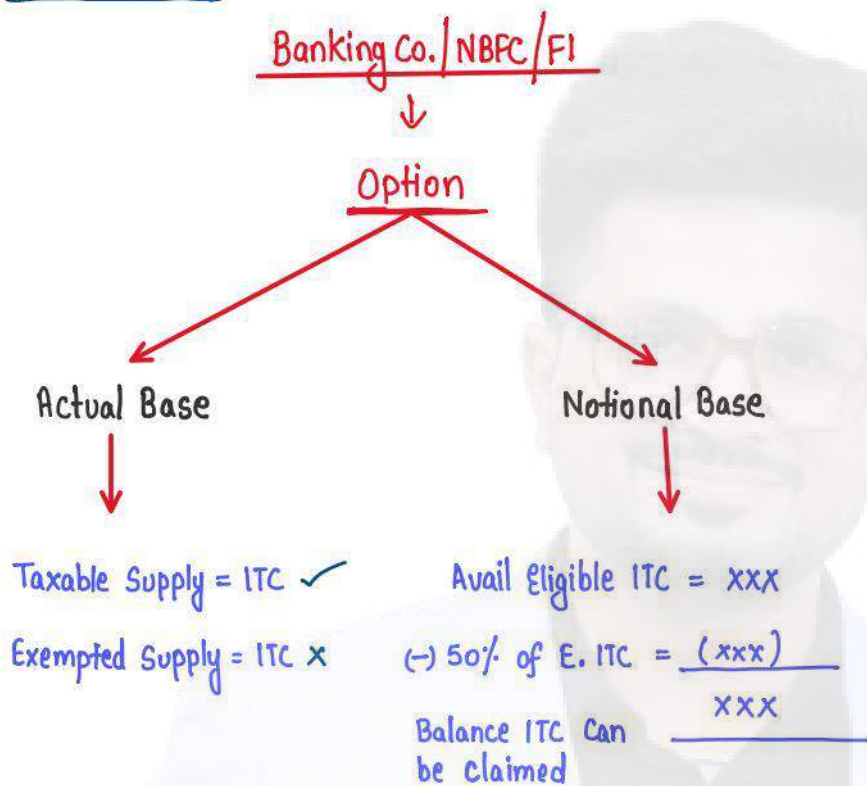 Banking Co./NBFC/FI
Option
Actual Base
Notional Base
Taxable Supply = ITC ✓
Exempted Supply = ITC ×
Avail Eligible ITC = xxx
(-) 50% of E. ITC = (xxx)
xxx
Balance ITC Can
be claimed